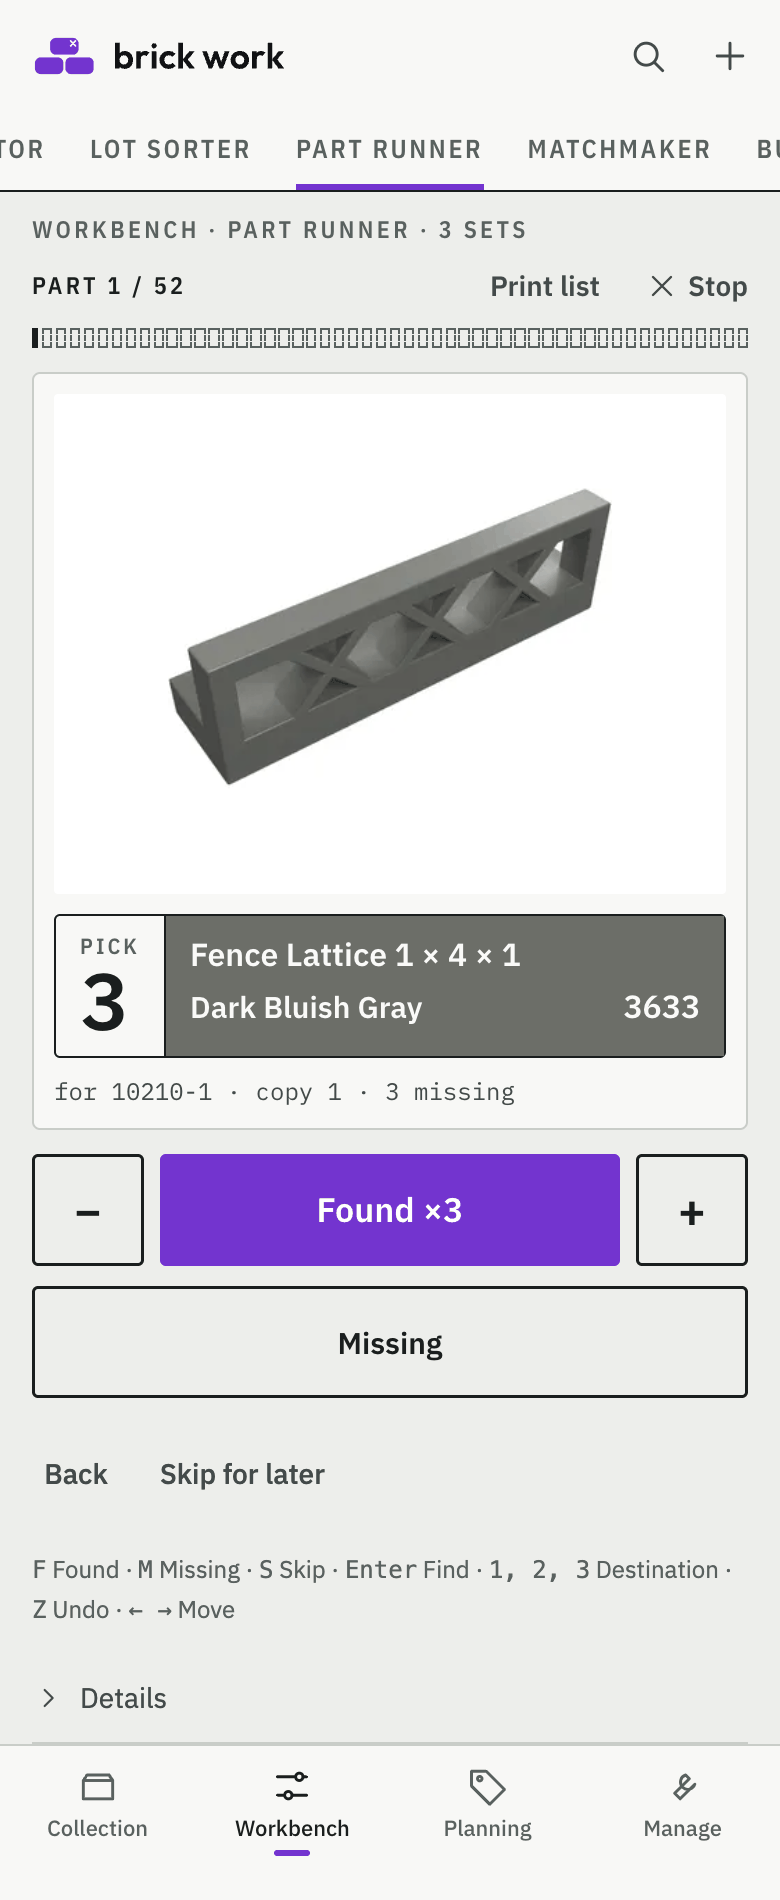 brick work
TOR LOT SORTER PART RUNNER MATCHMAKER BU
WORKBENCH · PART RUNNER · 3 SETS
PART 1 / 52 Print list Stop
PICK
3
Fence Lattice 1 × 4 × 1
Dark Bluish Gray 3633
for 10210-1 · copy 1 · 3 missing
− Found ×3 +
Missing
Back Skip for later
F Found · M Missing · S Skip · Enter Find · 1, 2, 3 Destination ·
Z Undo · ← → Move
Details
Collection Workbench Planning Manage